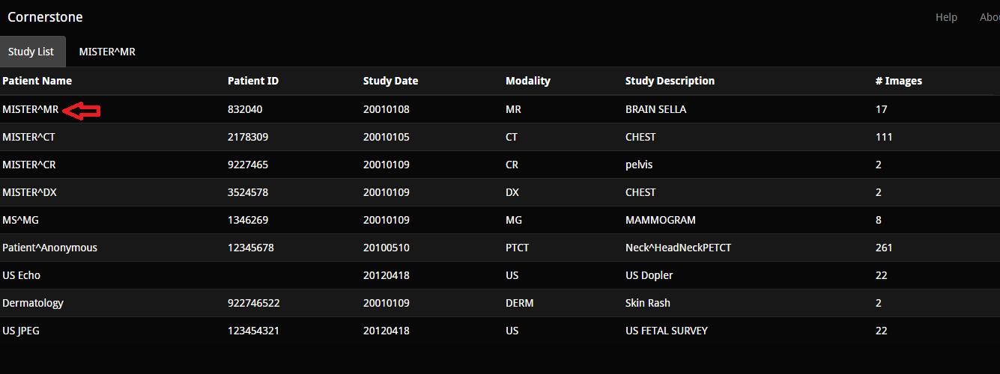 Cornerstone Help Abou
Study List MISTER^MR
Patient Name Patient ID Study Date Modality Study Description # Images
MISTER^MR 832040 20010108 MR BRAIN SELLA 17
MISTER^CT 2178309 20010105 CT CHEST 111
MISTER^CR 9227465 20010109 CR pelvis 2
MISTER^DX 3524578 20010109 DX CHEST 2
MS^MG 1346269 20010109 MG MAMMOGRAM 8
Patient^Anonymous 12345678 20100510 PTCT Neck^HeadNeckPETCT 261
US Echo 20120418 US US Dopler 22
Dermatology 922746522 20010109 DERM Skin Rash 2
US JPEG 123454321 20120418 US US FETAL SURVEY 22